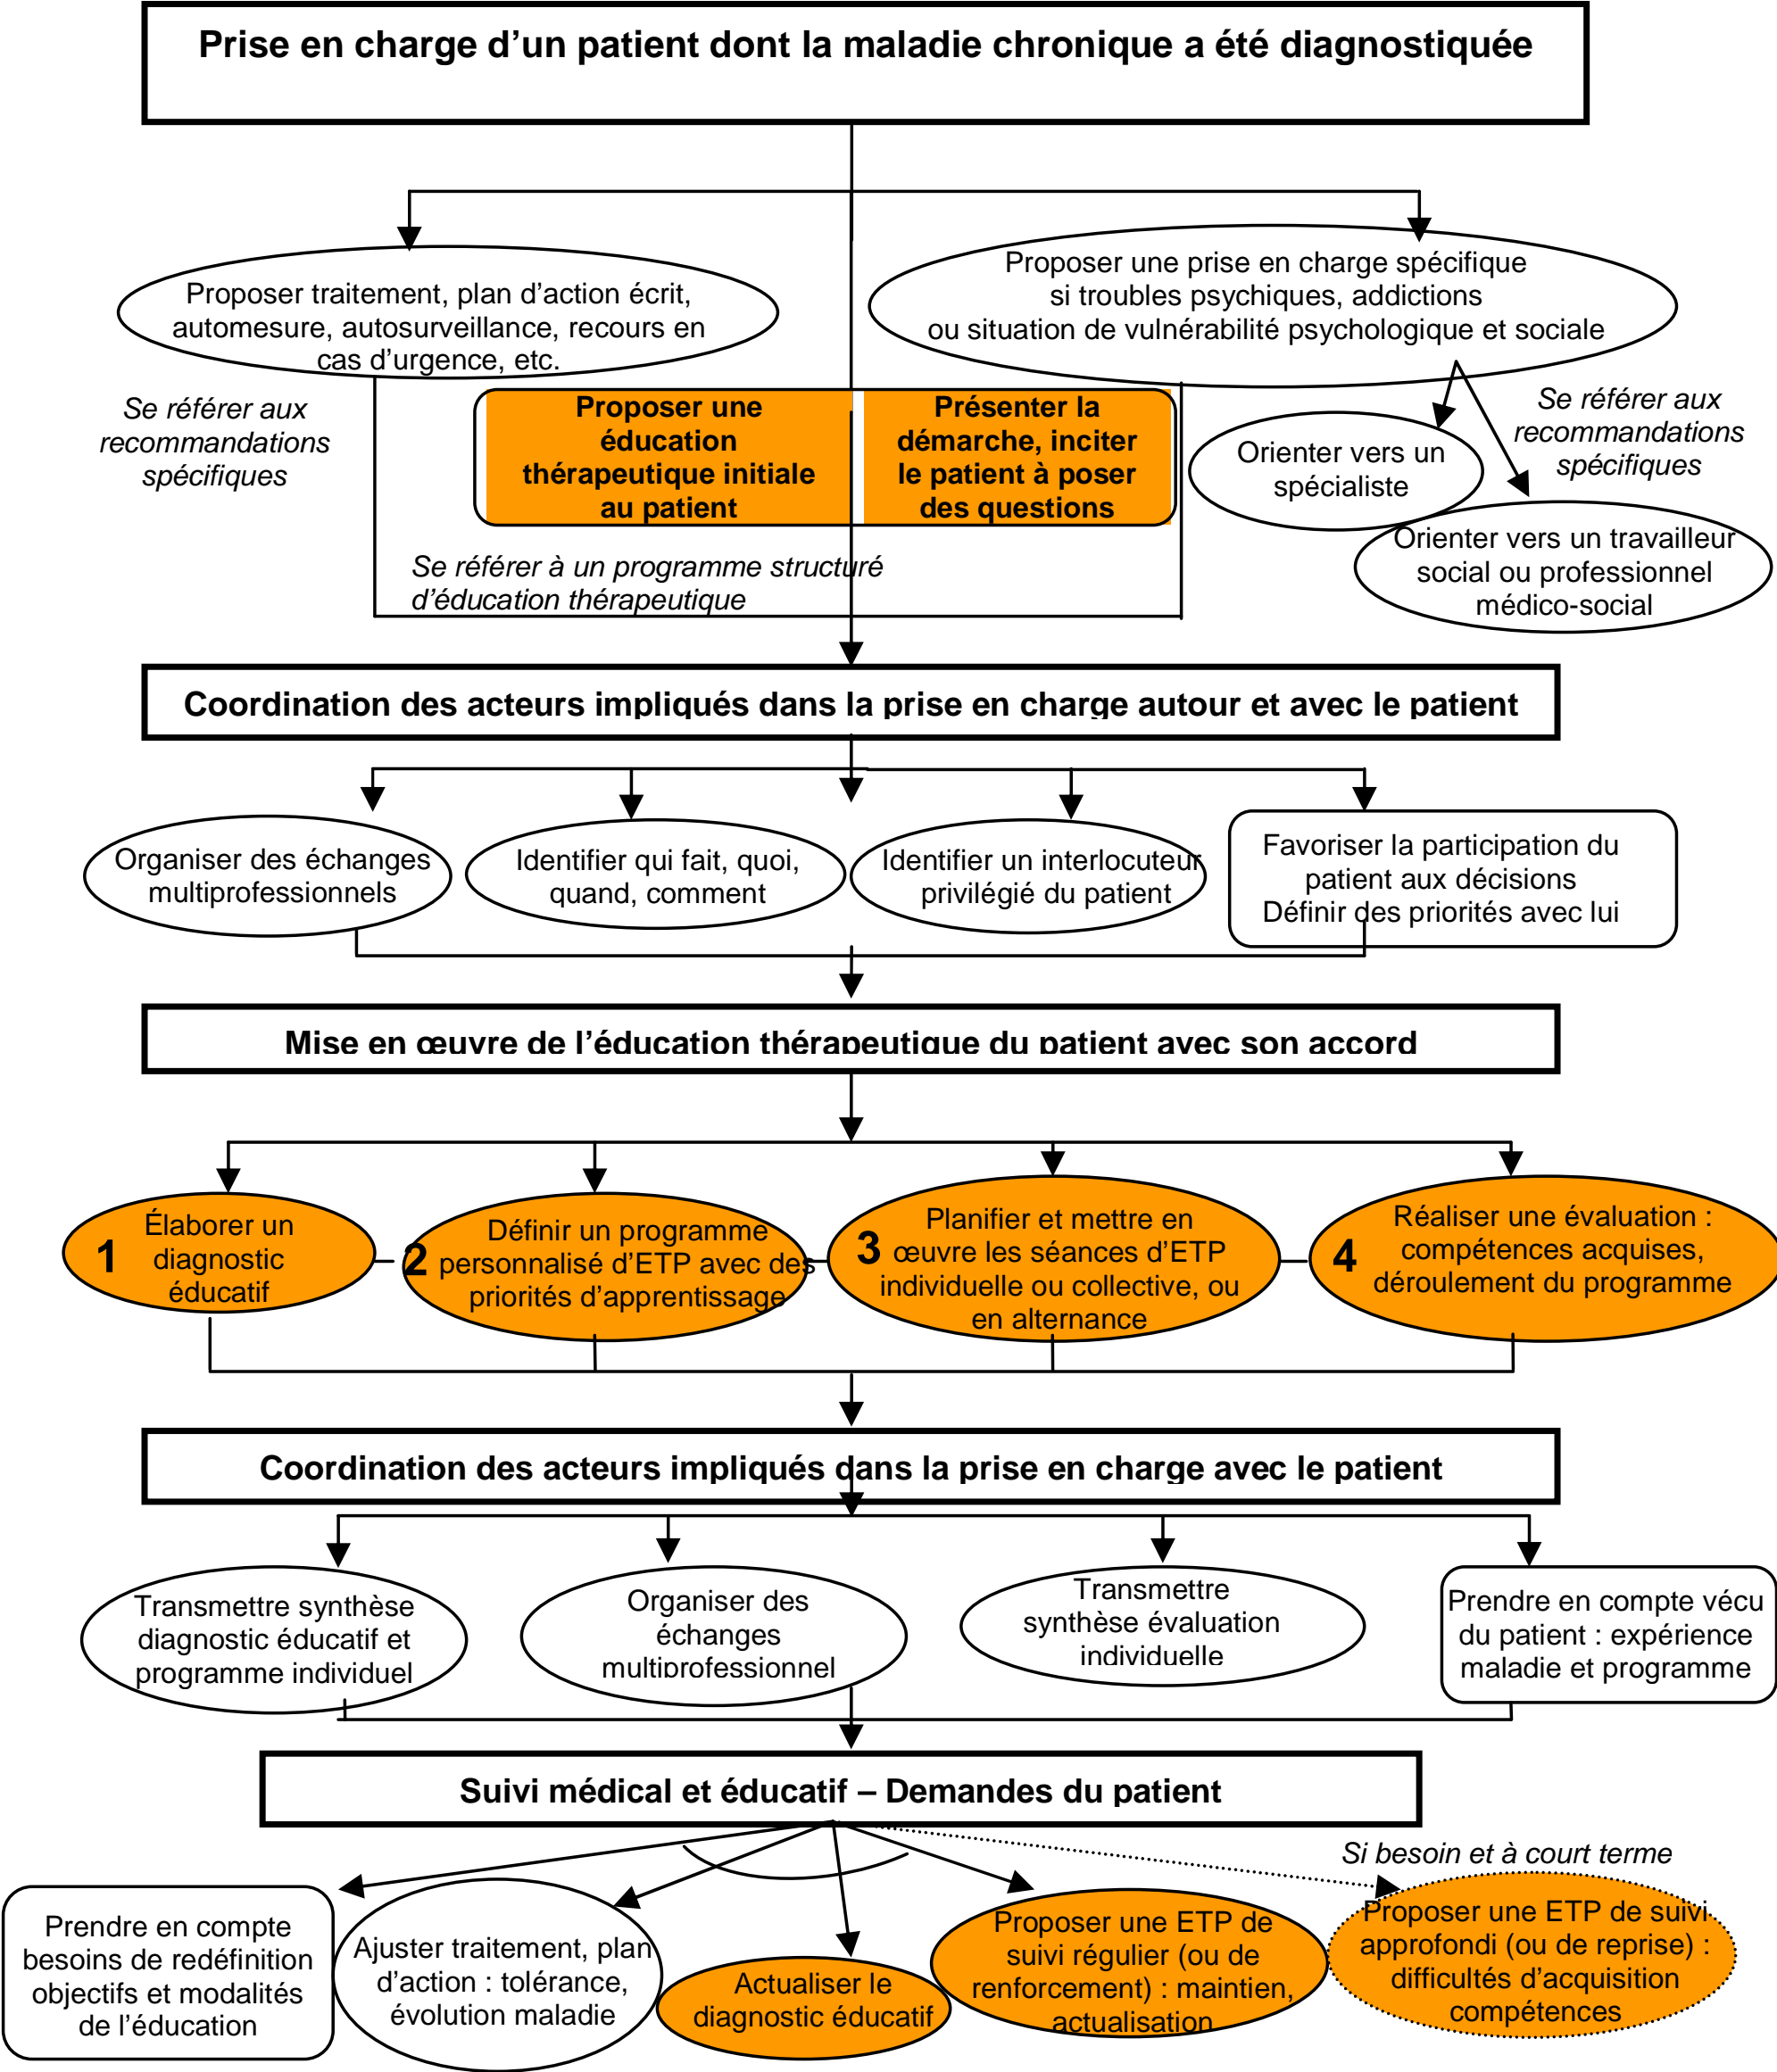 Prise en charge d’un patient dont la maladie chronique a été diagnostiquée
Proposer traitement, plan d’action écrit,
automesure, autosurveillance, recours en
cas d’urgence, etc.
Proposer une prise en charge spécifique
si troubles psychiques, addictions
ou situation de vulnérabilité psychologique et sociale
Se référer aux
recommandations
spécifiques
Proposer une
éducation
thérapeutique initiale
au patient
Présenter la
démarche, inciter
le patient à poser
des questions
Orienter vers un
spécialiste
Se référer aux
recommandations
spécifiques
Orienter vers un travailleur
social ou professionnel
médico-social
Se référer à un programme structuré
d’éducation thérapeutique
Coordination des acteurs impliqués dans la prise en charge autour et avec le patient
Organiser des échanges
multiprofessionnels
Identifier qui fait, quoi,
quand, comment
Identifier un interlocuteur
privilégié du patient
Favoriser la participation du
patient aux décisions
Définir des priorités avec lui
Mise en œuvre de l’éducation thérapeutique du patient avec son accord
1
Élaborer un
diagnostic
éducatif
2
Définir un programme
personnalisé d’ETP avec des
priorités d’apprentissage
3
Planifier et mettre en
œuvre les séances d’ETP
individuelle ou collective, ou
en alternance
4
Réaliser une évaluation :
compétences acquises,
déroulement du programme
Coordination des acteurs impliqués dans la prise en charge avec le patient
Transmettre synthèse
diagnostic éducatif et
programme individuel
Organiser des
échanges
multiprofessionnel
Transmettre
synthèse évaluation
individuelle
Prendre en compte vécu
du patient : expérience
maladie et programme
Suivi médical et éducatif – Demandes du patient
Si besoin et à court terme
Prendre en compte
besoins de redéfinition
objectifs et modalités
de l’éducation
Ajuster traitement, plan
d’action : tolérance,
évolution maladie
Actualiser le
diagnostic éducatif
Proposer une ETP de
suivi régulier (ou de
renforcement) : maintien,
actualisation
Proposer une ETP de suivi
approfondi (ou de reprise) :
difficultés d’acquisition
compétences